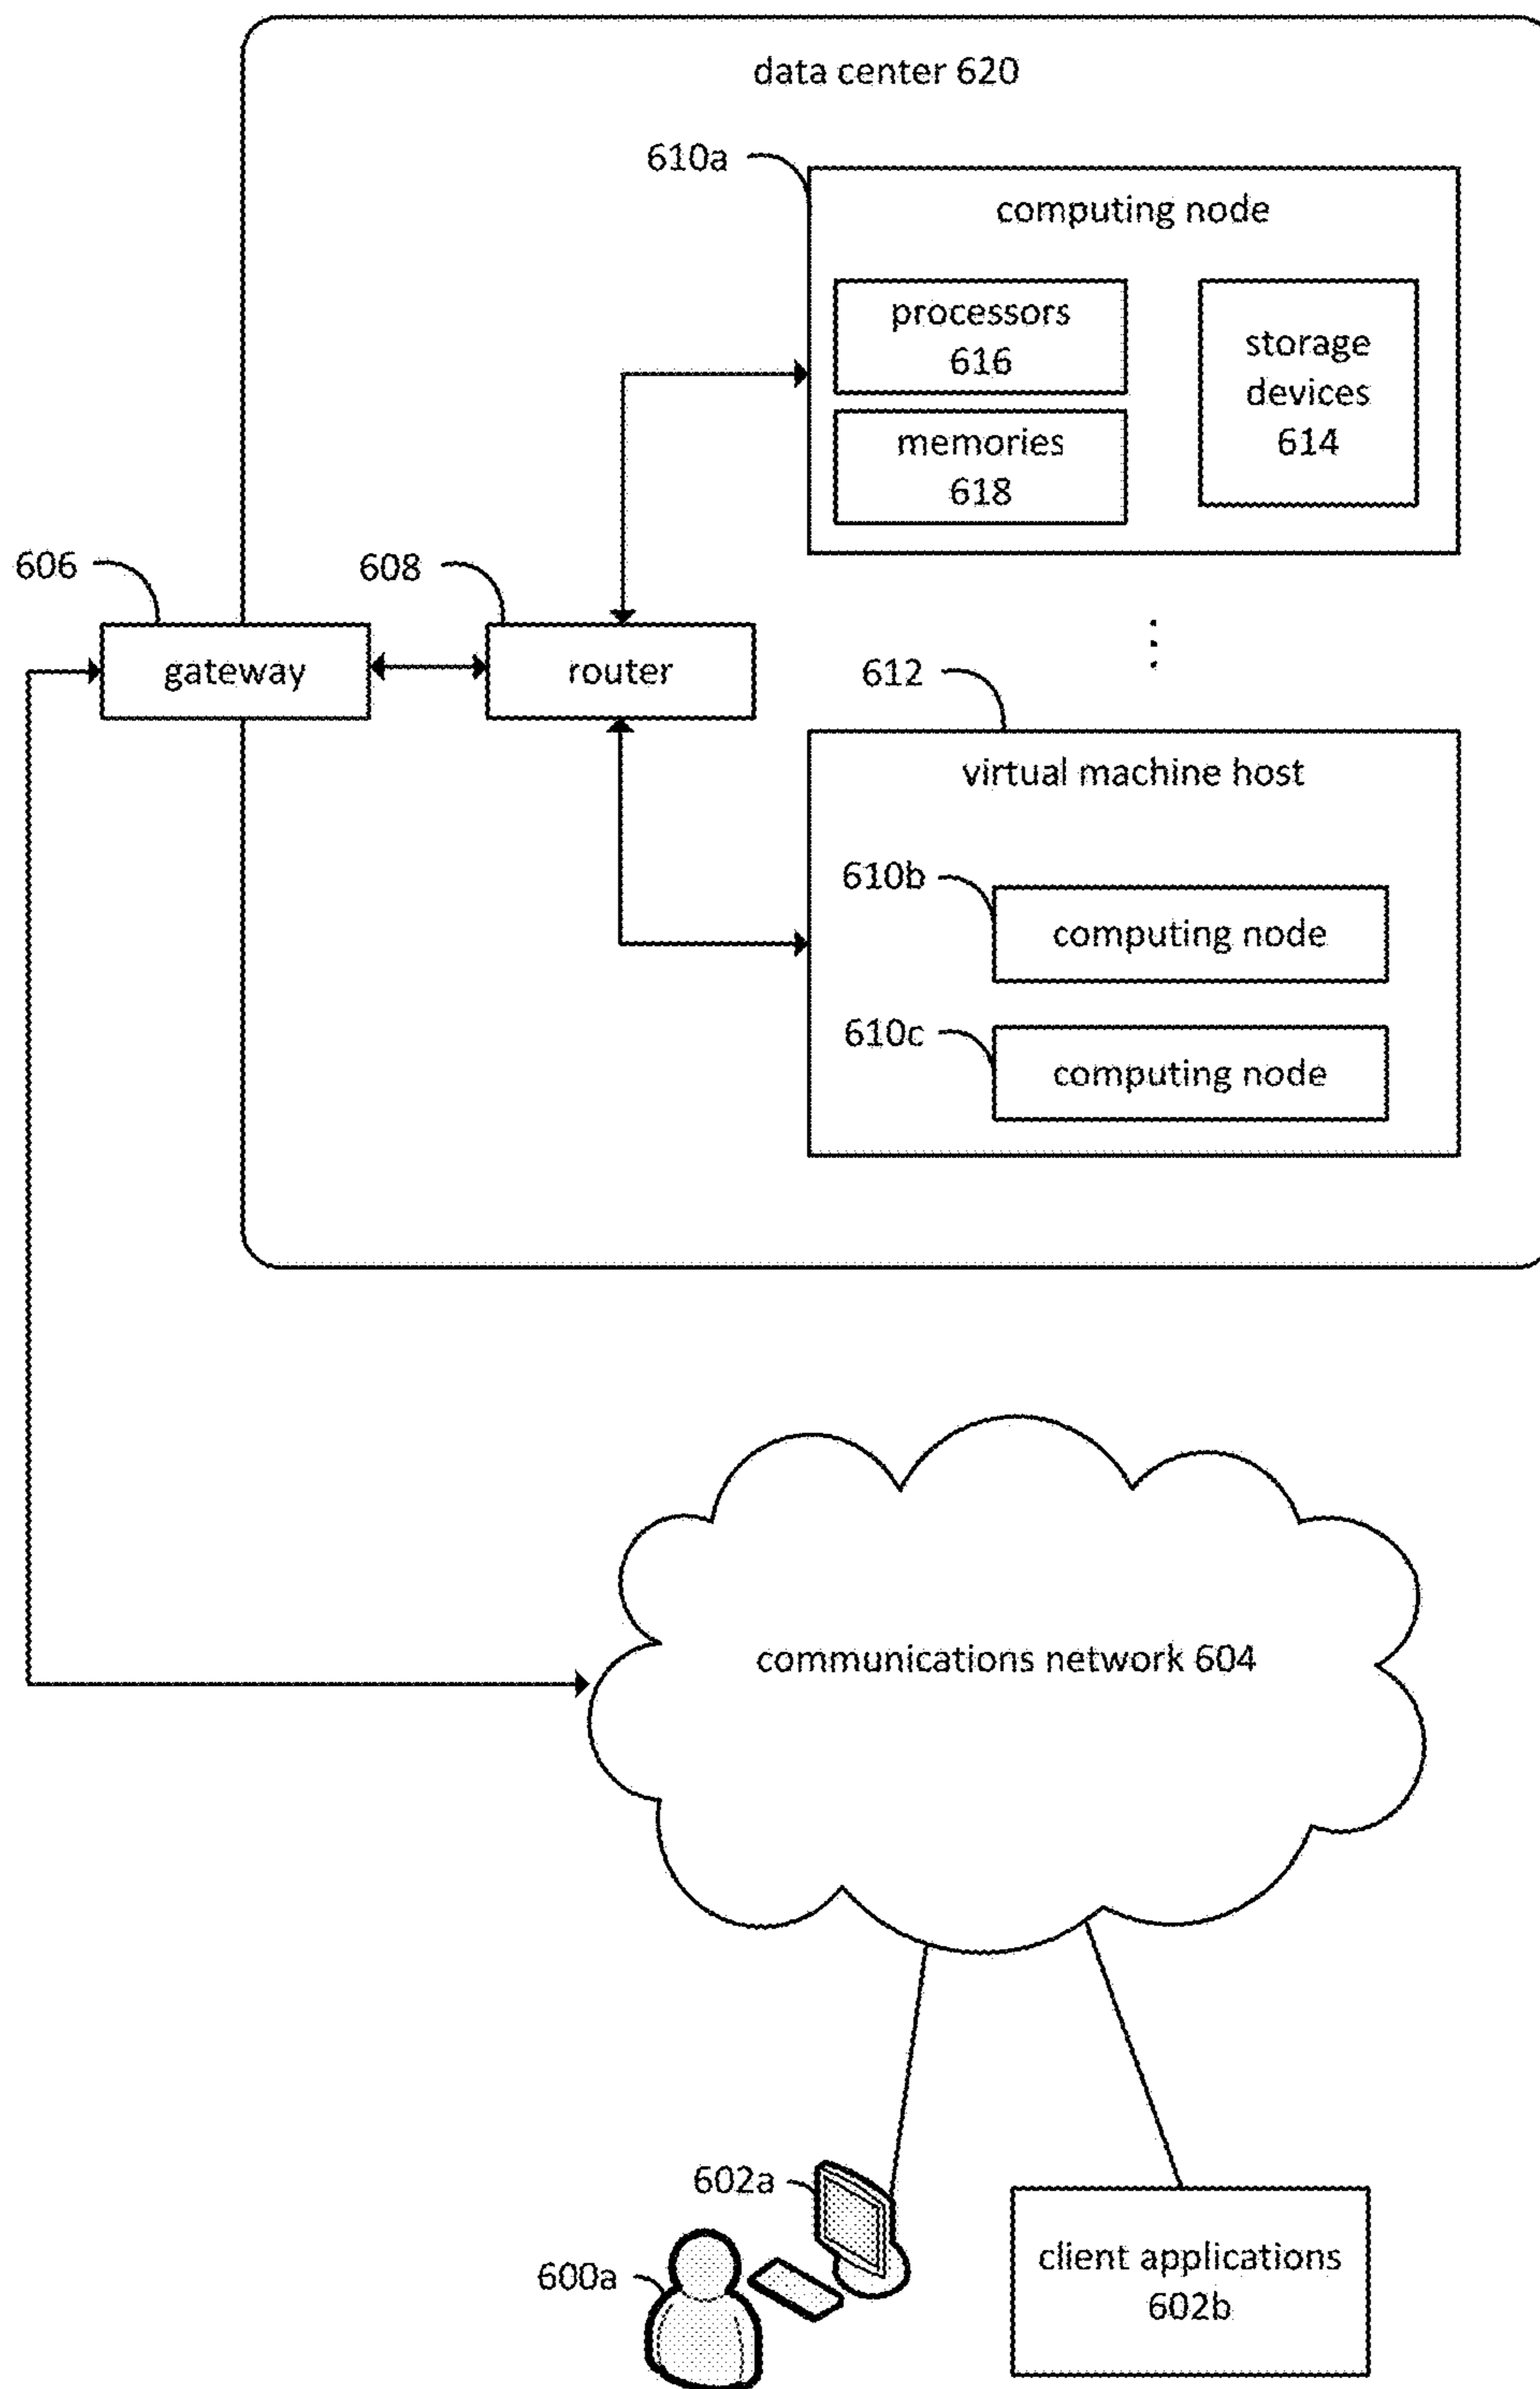 data center 620
610a
computing node
processors
616
storage
devices
614
memories
618
606
608
gateway
router
612
virtual machine host
610b
computing node
610c
computing node
communications network 604
602a
600a
client applications
602b